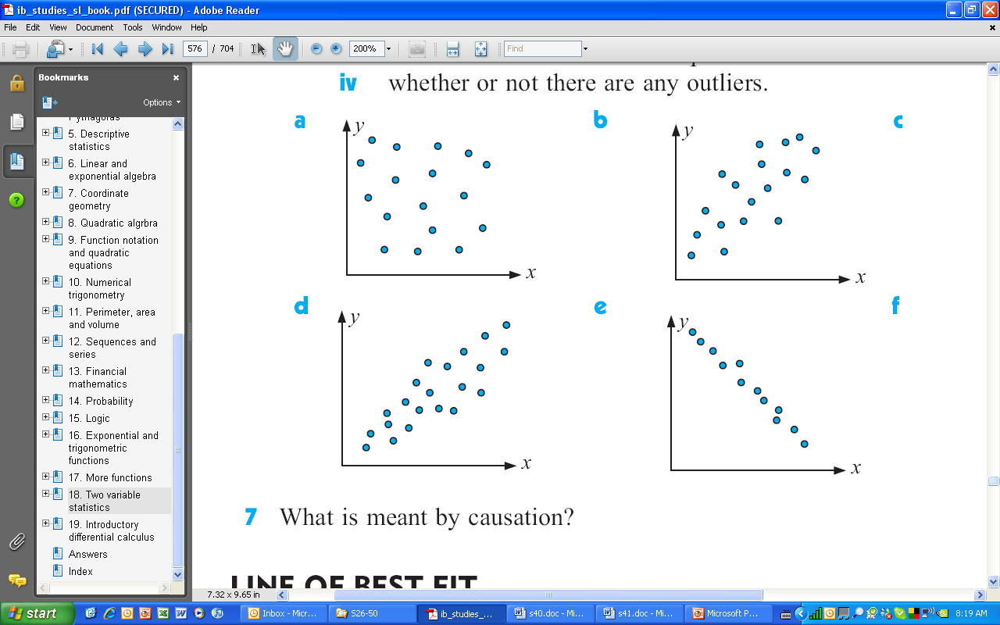 ib_studies_sl_book.pdf (SECURED) - Adobe Reader
File Edit View Document Tools Window Help
576 / 704 200% Find
Bookmarks
Options
Pythagoras
5. Descriptive
statistics
6. Linear and
exponential algebra
7. Coordinate
geometry
8. Quadratic algrbra
9. Function notation
and quadratic
equations
10. Numerical
trigonometry
11. Perimeter, area
and volume
12. Sequences and
series
13. Financial
mathematics
14. Probability
15. Logic
16. Exponential and
trigonometric
functions
17. More functions
18. Two variable
statistics
19. Introductory
differential calculus
Answers
Index
iv whether or not there are any outliers.
a b c
y y
x x
d e f
y y
x x
7 What is meant by causation?
LINE OF BEST FIT
7.32 x 9.65 in
start Inbox - Micr... S26-50 ib_studies_... s40.doc - Mi... s41.doc - Mi... Microsoft P... 8:19 AM